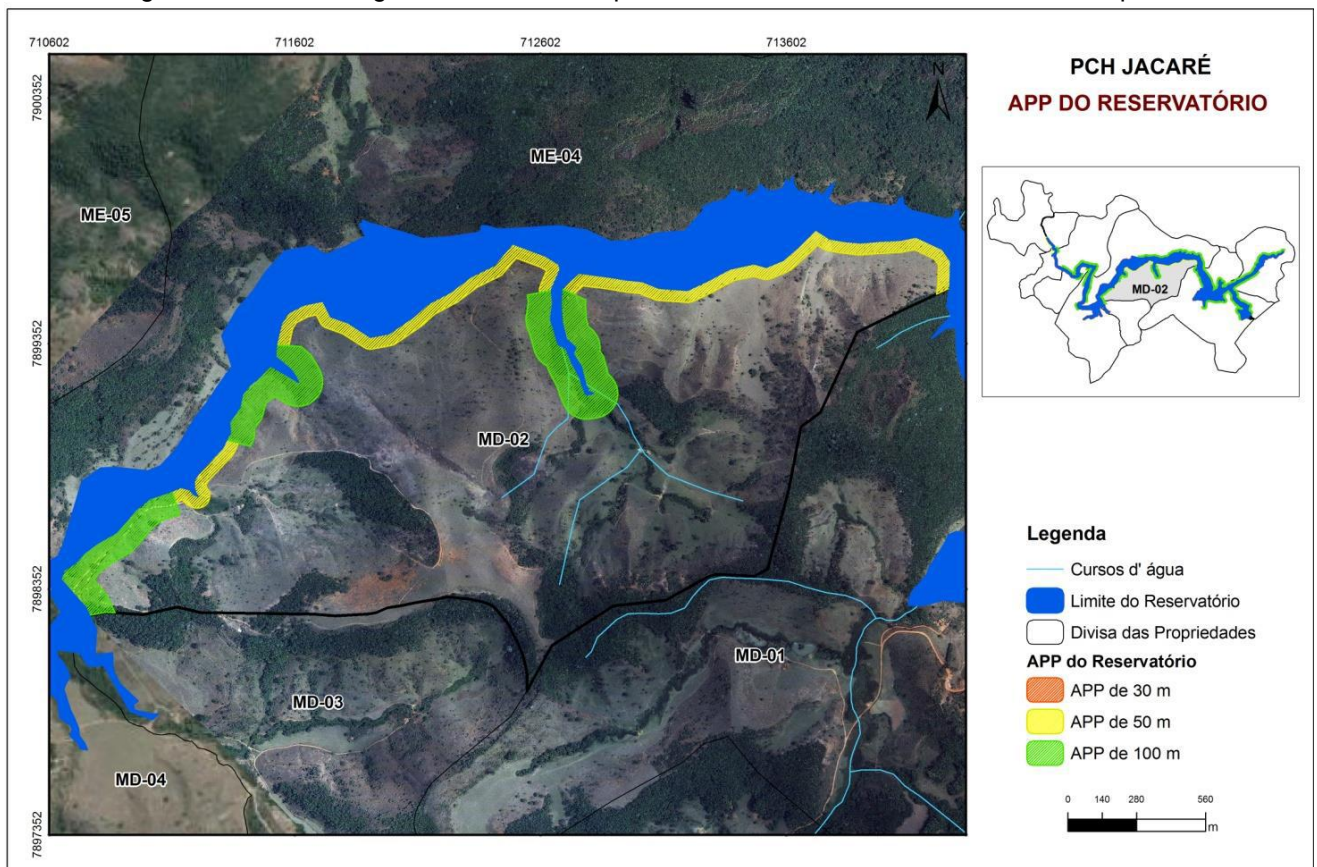 710602 711602 712602 713602
7900352
7899352
7898352
7897352
N
ME-04
ME-05
MD-02
MD-01
MD-03
MD-04
PCH JACARÉ
APP DO RESERVATÓRIO
MD-02
Legenda
Cursos d' água
Limite do Reservatório
Divisa das Propriedades
APP do Reservatório
APP de 30 m
APP de 50 m
APP de 100 m
0 140 280 560
m